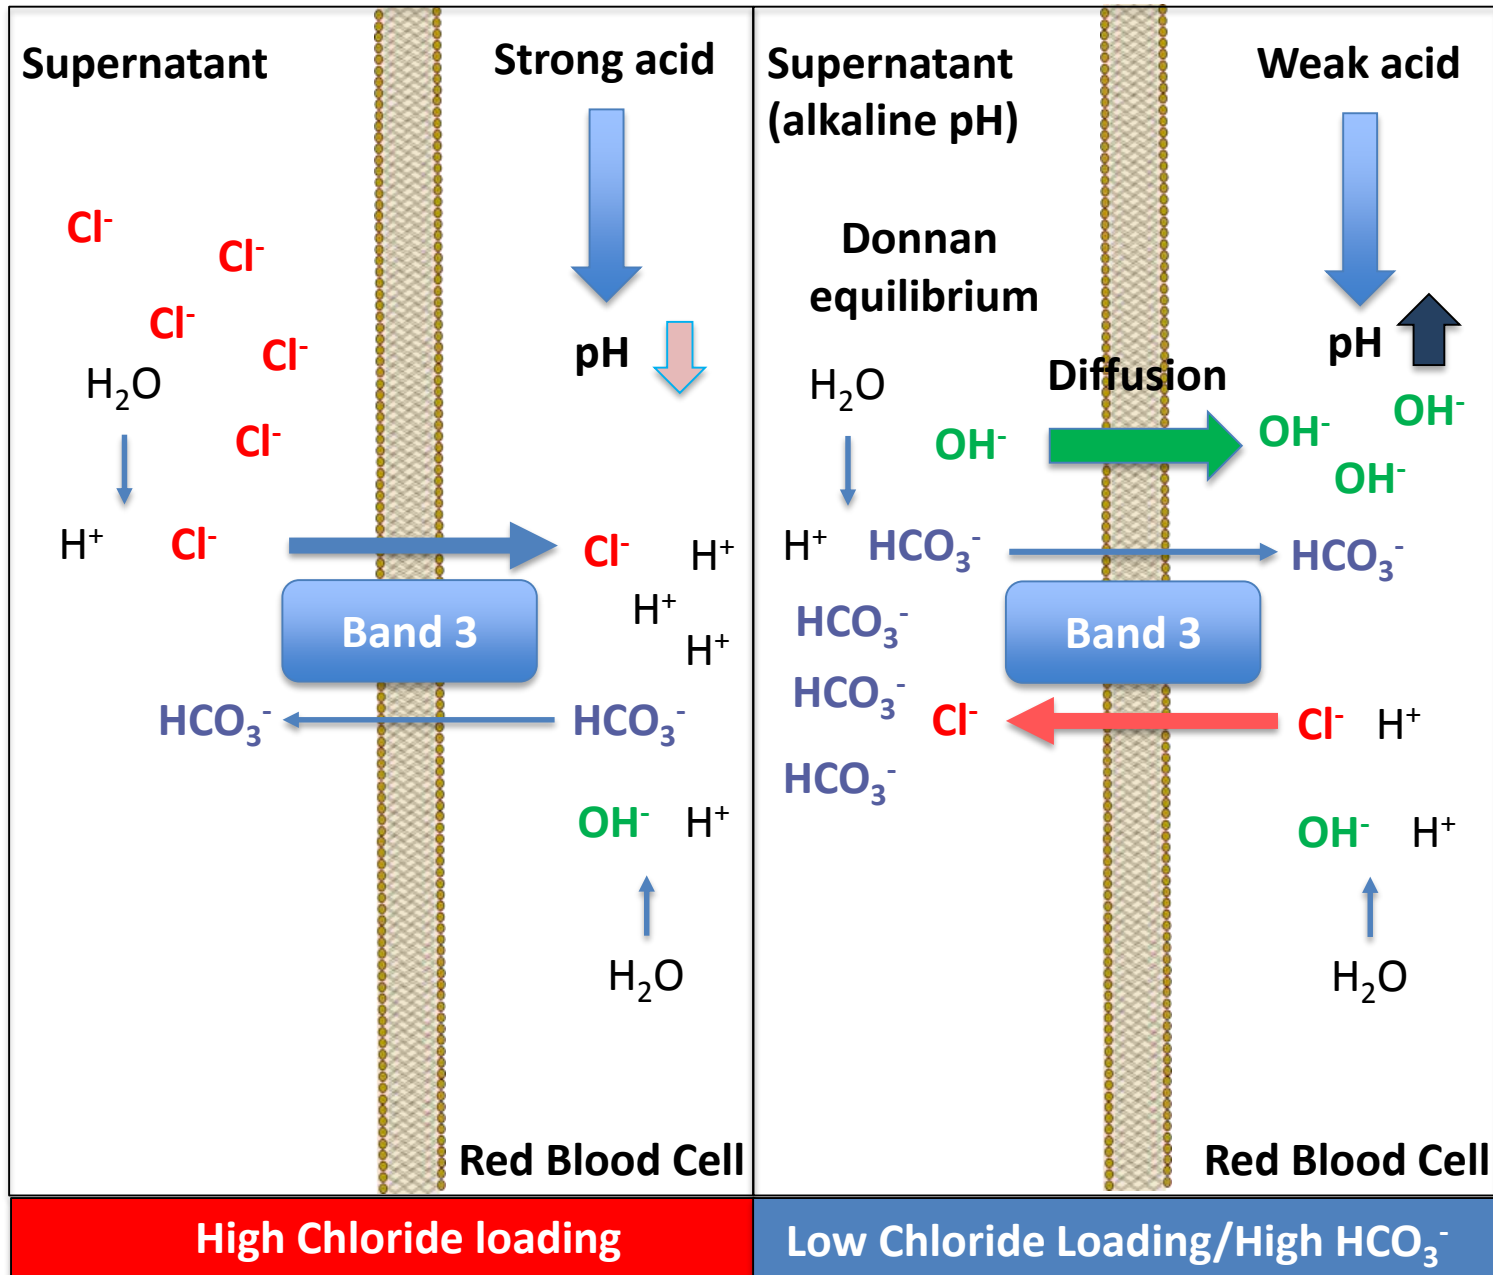 Supernatant
Strong acid
Cl⁻
Cl⁻
Cl⁻
Cl⁻
pH
H₂O
Cl⁻
H⁺
Cl⁻
Cl⁻
H⁺
H⁺
H⁺
Band 3
HCO₃⁻
HCO₃⁻
OH⁻
H⁺
H₂O
Red Blood Cell
High Chloride loading
Supernatant
(alkaline pH)
Weak acid
Donnan
equilibrium
pH
Diffusion
H₂O
OH⁻
OH⁻
OH⁻
OH⁻
H⁺
HCO₃⁻
HCO₃⁻
HCO₃⁻
Band 3
HCO₃⁻
Cl⁻
Cl⁻
H⁺
HCO₃⁻
OH⁻
H⁺
H₂O
Red Blood Cell
Low Chloride Loading/High HCO₃⁻